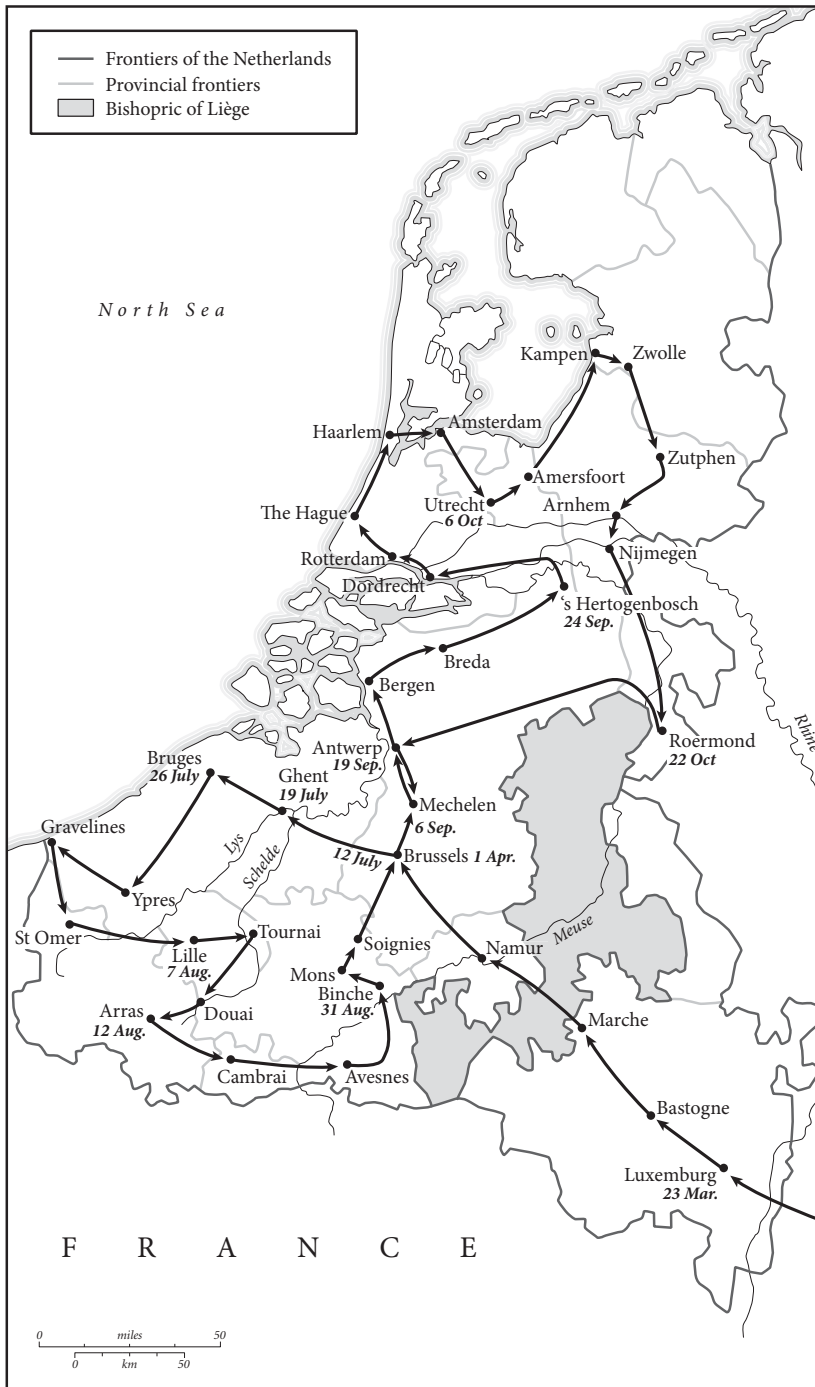 Frontiers of the Netherlands
Provincial frontiers
Bishopric of Liège
North Sea
Kampen
Zwolle
Haarlem
Amsterdam
Zutphen
Amersfoort
Utrecht
6 Oct
Arnhem
The Hague
Nijmegen
Rotterdam
Dordrecht
‘s Hertogenbosch
24 Sep.
Breda
Bergen
Rhine
Roermond
22 Oct
Antwerp
19 Sep.
Bruges
26 July
Ghent
19 July
Mechelen
6 Sep.
Gravelines
Lys
Schelde
12 July
Brussels 1 Apr.
Ypres
St Omer
Tournai
Lille
7 Aug.
Soignies
Namur
Meuse
Mons
Binche
31 Aug.
Arras
12 Aug.
Douai
Marche
Cambrai
Avesnes
Bastogne
Luxemburg
23 Mar.
F R A N C E
0 miles 50
0 km 50